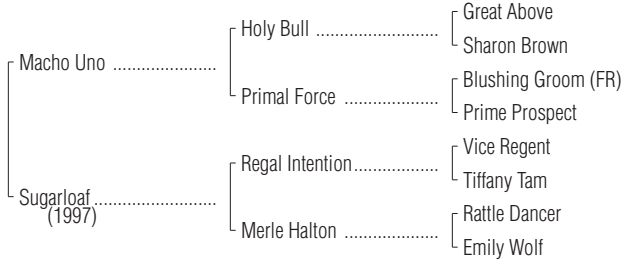 Great Above
Holy Bull ........................
Sharon Brown
Macho Uno ....................
Blushing Groom (FR)
Primal Force ..................
Prime Prospect
Vice Regent
Regal Intention................
Tiffany Tam
Sugarloaf.......................
(1997)
Rattle Dancer
Merle Halton ..................
Emily Wolf